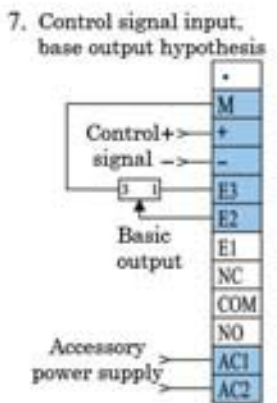 7. Control signal input,
base output hypothesis
•
M
Control+
+
signal -
-
3 1
E3
E2
Basic
output
E1
NC
COM
NO
Accessory
power supply
AC1
AC2